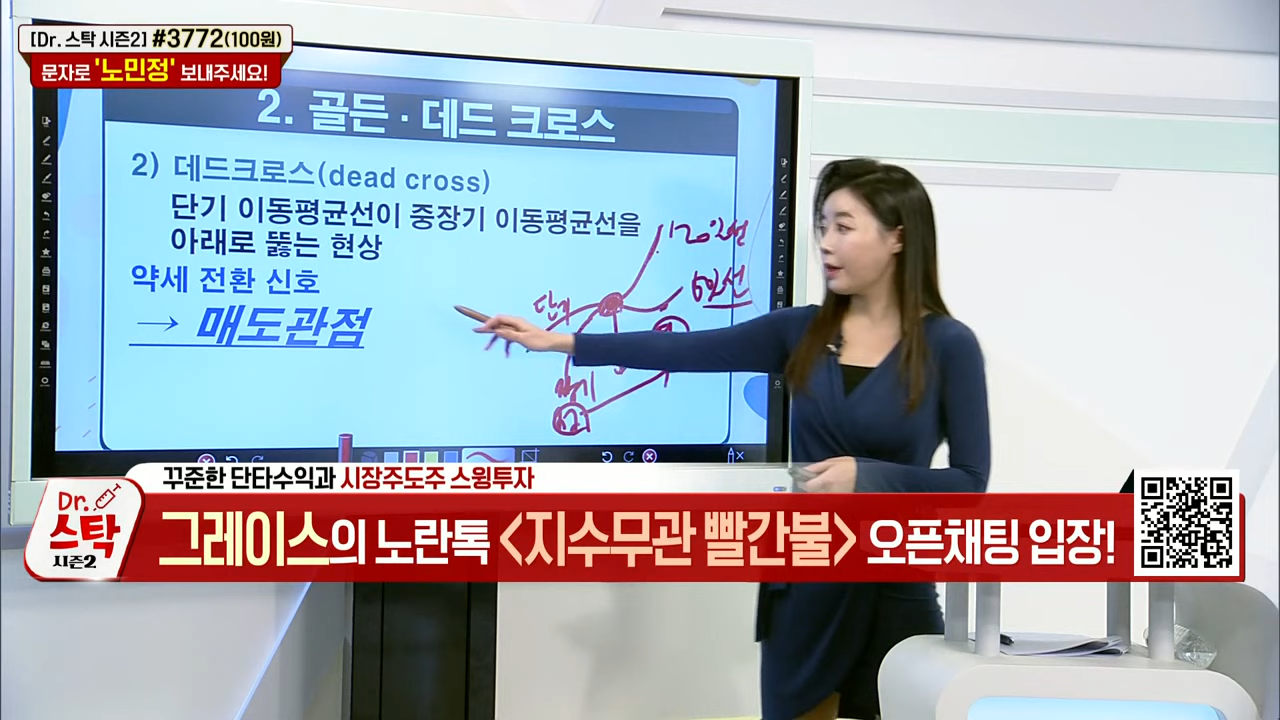 [Dr. 스탁 시즌2] #3772(100원)
문자로 '노민정' 보내주세요!
2. 골든 · 데드 크로스
2) 데드크로스(dead cross)
단기 이동평균선이 중장기 이동평균선을
아래로 뚫는 현상
약세 전환 신호
→ 매도관점
120일선
60일선
단기
장기
꾸준한 단타수익과 시장주도주 스윙투자
Dr.
스탁
시즌2
그레이스의 노란톡 <지수무관 빨간불> 오픈채팅 입장!